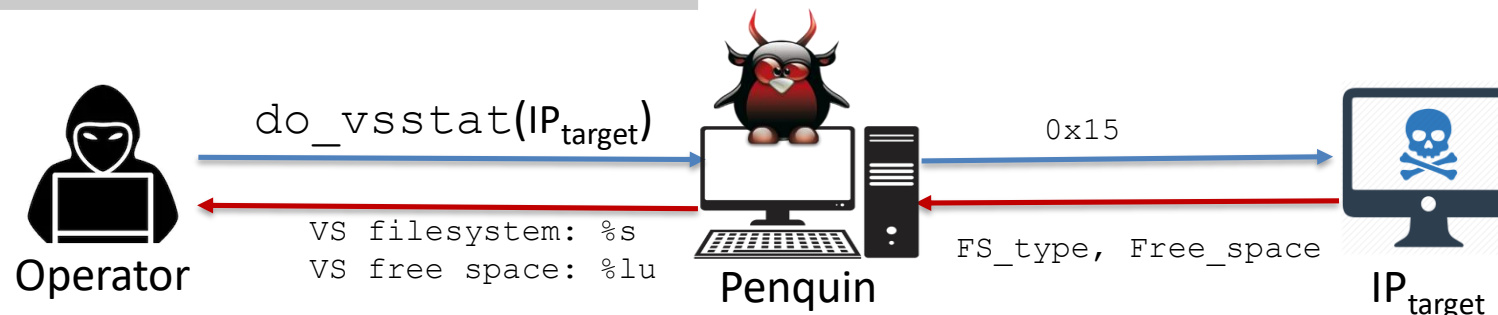 do_vsstat(IPtarget)
0x15
VS filesystem: %s
VS free space: %lu
FS_type, Free_space
Operator
Penquin
IPtarget